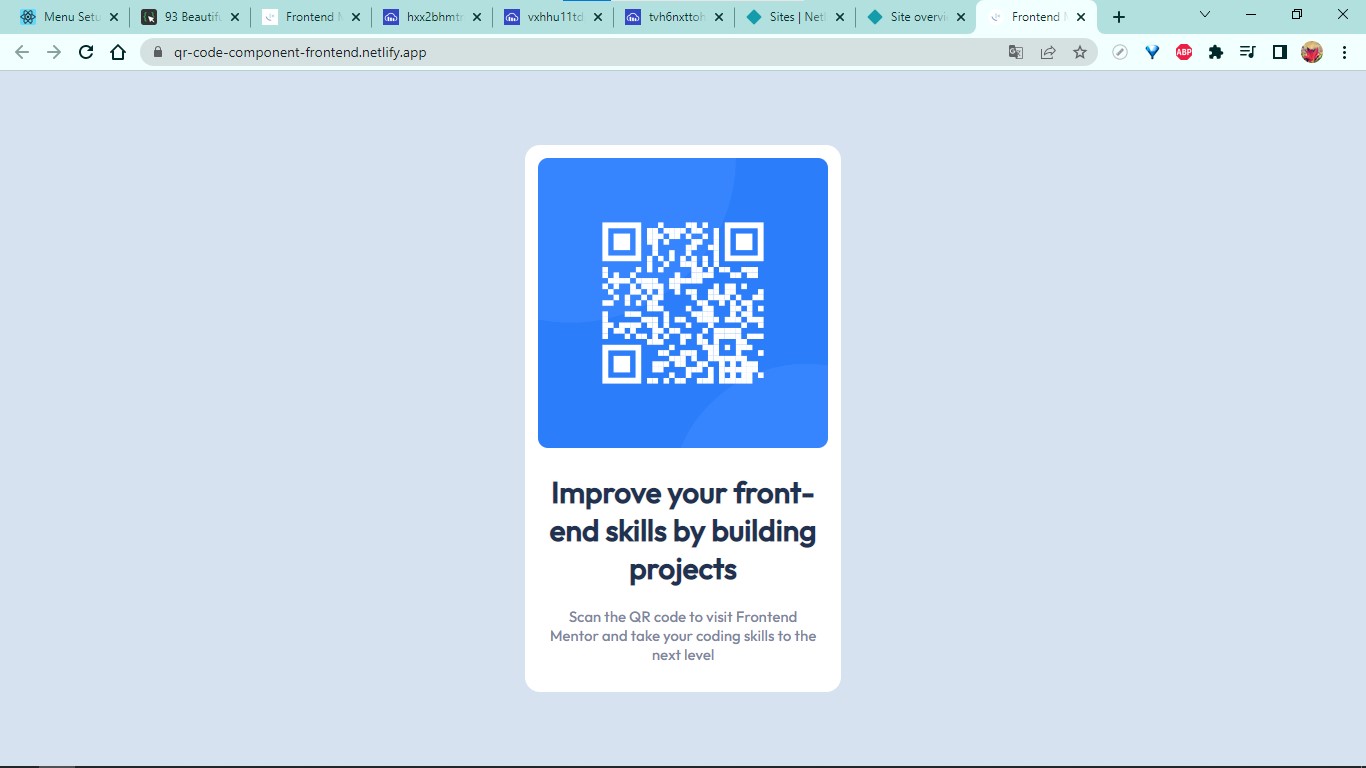 Menu Setu
93 Beautifu
Frontend M
hxx2bhmtr
vxhhu11td
tvh6nxttoh
Sites | Netl
Site overvi
Frontend M
qr-code-component-frontend.netlify.app
ABP
Improve your front-
end skills by building
projects
Scan the QR code to visit Frontend
Mentor and take your coding skills to the
next level